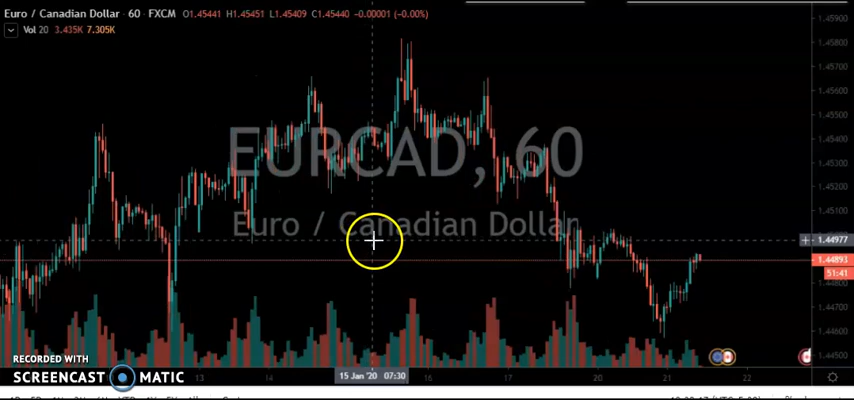 Euro / Canadian Dollar · 60 · FXCM O1.45441 H1.45451 L1.45409 C1.45440 -0.00001 (-0.00%)
Vol 20 3.435K 7.305K
EURCAD, 60
Euro / Canadian Dollar
1.45900
1.45800
1.45700
1.45600
1.45500
1.45400
1.45300
1.45200
1.45100
1.44977
1.44893
51:41
1.44800
1.44700
1.44600
1.44500
RECORDED WITH
SCREENCAST MATIC
13 14 15 Jan '20 07:30 16 17 20 21 22